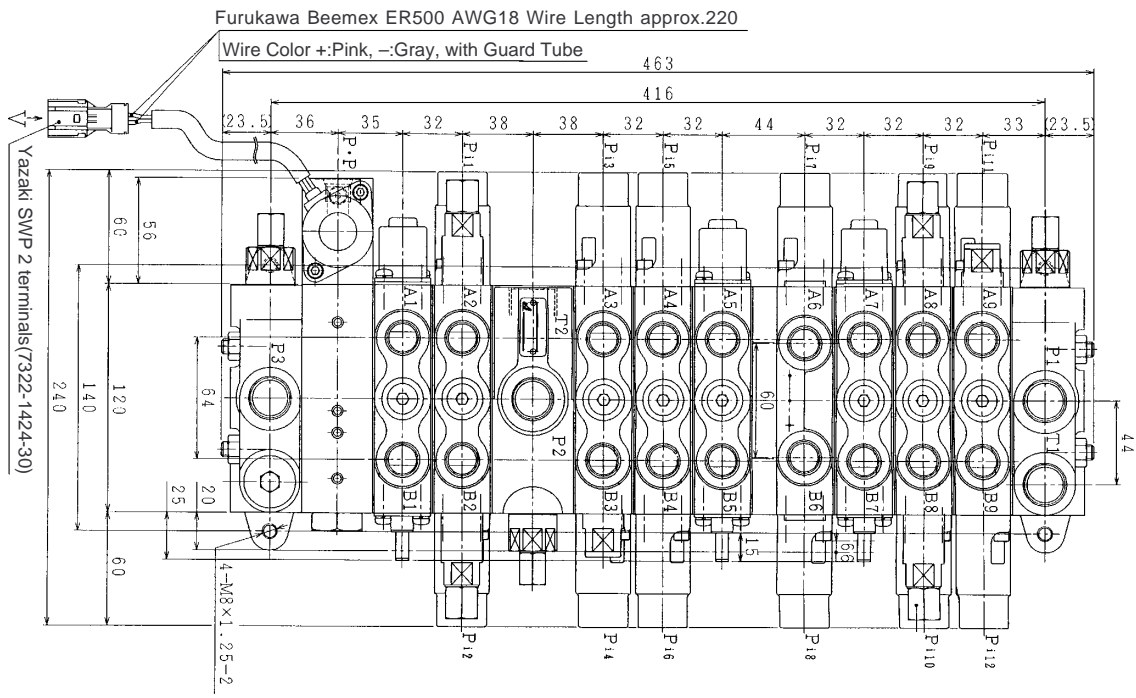 Furukawa Beemex ER500 AWG18 Wire Length approx.220
Wire Color +:Pink, –:Gray, with Guard Tube
463
416
(23.5)
36
35
32
38
38
32
32
44
32
32
32
33
(23.5)
P·P
Pi1
Pi3
Pi5
Pi7
Pi9
Pi11
Yazaki SWP 2 terminals(7322-1424-30)
60
56
240
140
120
64
20
25
60
A1
A2
T2
A3
A4
A5
A6
A7
A8
A9
P3
P1
60
44
P2
T1
B1
B2
B3
B4
B5
B6
B7
B8
B9
15
66
4-M8×1.25-2
Pi2
Pi4
Pi6
Pi8
Pi10
Pi12